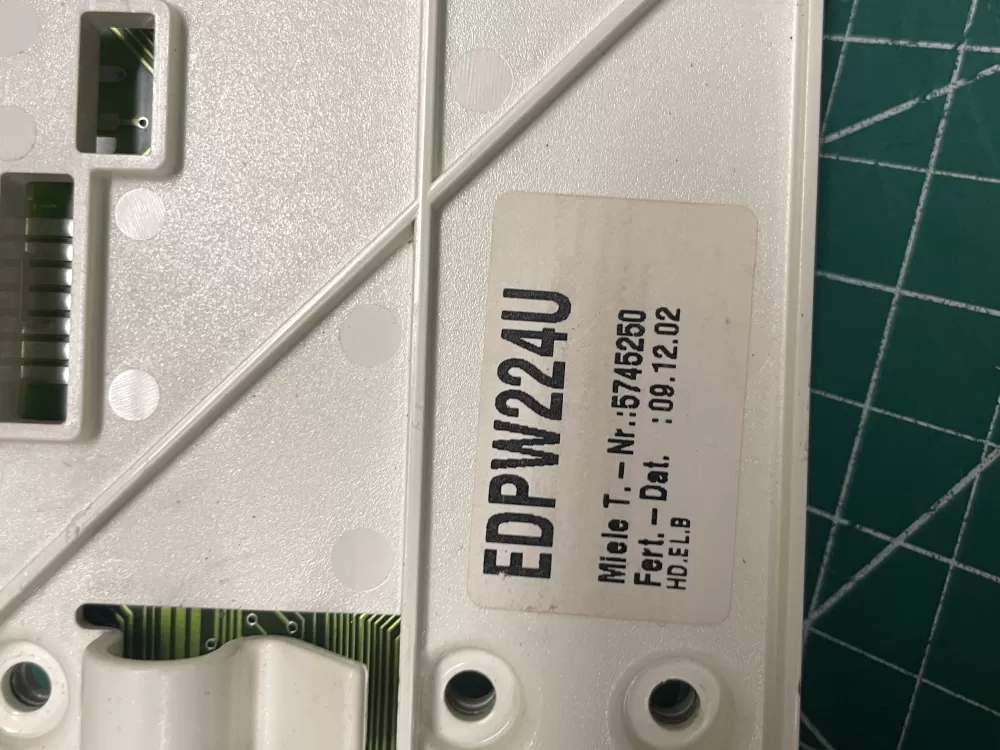 EDPW224U
Miele T.-Nr.:5745250
Fert.-Dat. :09.12.02
HD.EL.B